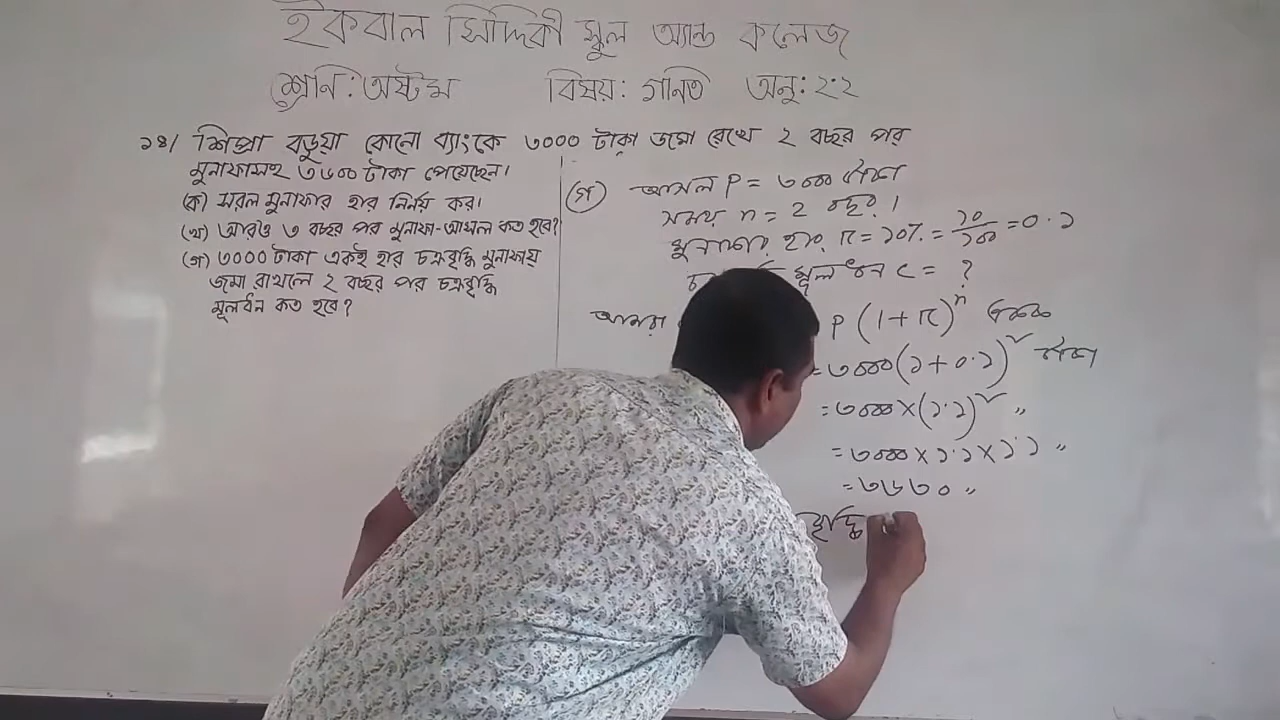 ইকবাল সিদ্দিকী স্কুল অ্যান্ড কলেজ
শ্রেণি: অষ্টম বিষয়: গণিত অনু: ২.২
১৪। শিপ্রা বড়ুয়া কোনো ব্যাংকে ৩০০০ টাকা জমা রেখে ২ বছর পর
মুনাফাসহ ৩৬০০ টাকা পেয়েছেন।
(ক) সরল মুনাফার হার নির্ণয় কর।
(খ) আরও ৩ বছর পর মুনাফা-আসল কত হবে?
(গ) ৩০০০ টাকা একই হার চক্রবৃদ্ধি মুনাফায়
জমা রাখলে ২ বছর পর চক্রবৃদ্ধি
মূলধন কত হবে?
(গ) আসল P = ৩০০০ টাকা
সময় n = 2 বছর।
মুনাফার হার r = ১০% = ১০/১০০ = ০.১
মূলধন C = ?
আমরা P(1+r)^n
= ৩০০০(১+০.১)^২ টাকা
= ৩০০০×(১.১)^২ "
= ৩০০০×১.১×১.১ "
= ৩৬৩০ "
বৃদ্ধি